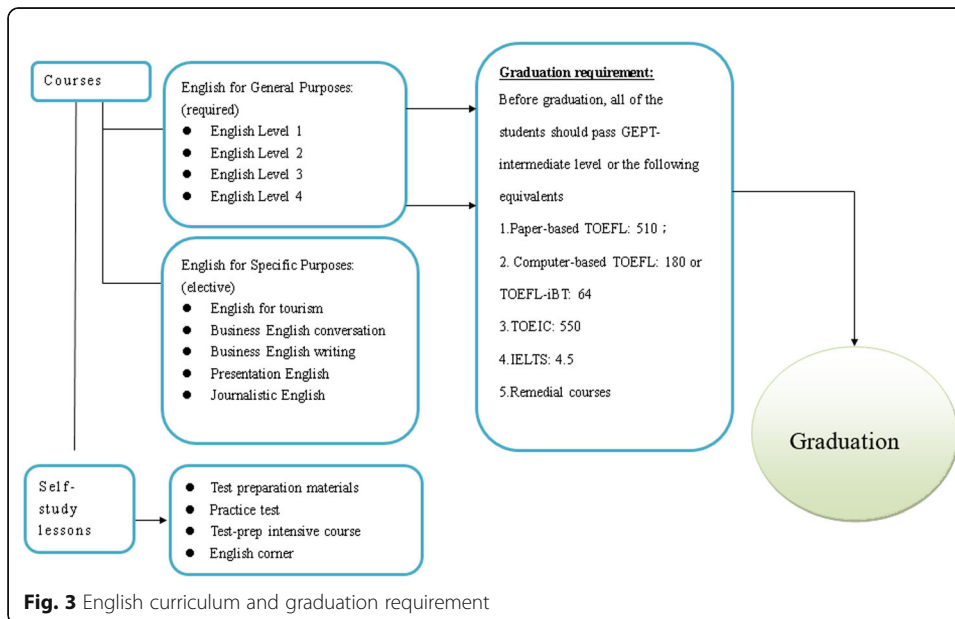 Courses
English for General Purposes:
(required)
● English Level 1
● English Level 2
● English Level 3
● English Level 4
English for Specific Purposes:
(elective)
● English for tourism
● Business English conversation
● Business English writing
● Presentation English
● Journalistic English
Self-
study
lessons
● Test preparation materials
● Practice test
● Test-prep intensive course
● English corner
Graduation requirement:
Before graduation, all of the
students should pass GEPT-
intermediate level or the following
equivalents
1.Paper-based TOEFL: 510；
2. Computer-based TOEFL: 180 or
TOEFL-iBT: 64
3.TOEIC: 550
4.IELTS: 4.5
5.Remedial courses
Graduation
Fig. 3 English curriculum and graduation requirement